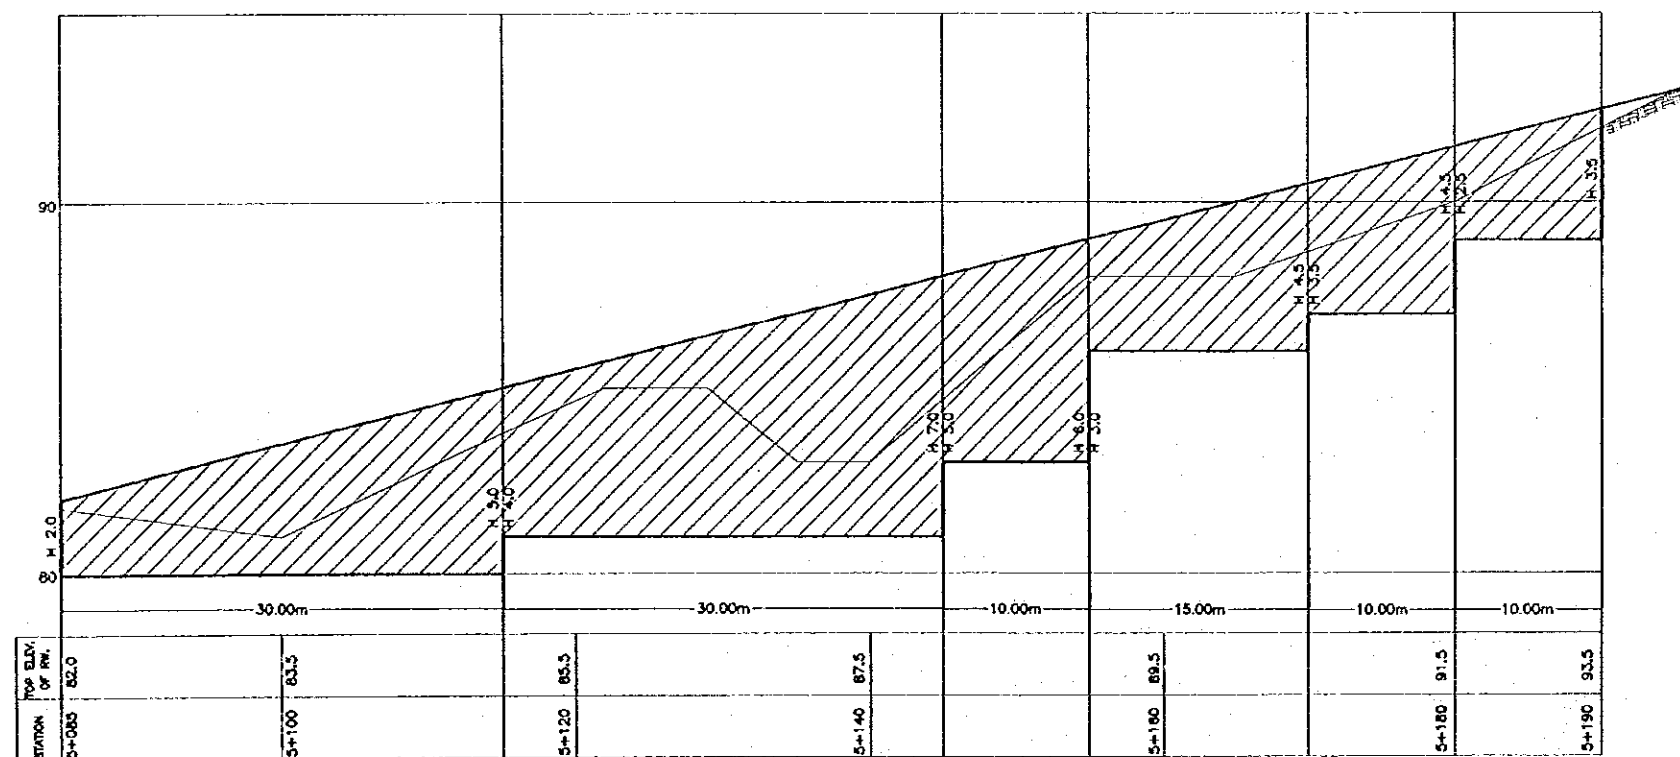 90
80
H 2.0
H 5.0
H 4.0
H 7.0
H 5.0
H 6.0
H 3.0
H 4.5
H 3.5
H 4.5
H 2.5
H 3.5
30.00m
30.00m
10.00m
15.00m
10.00m
10.00m
TOP ELEV.
OF RW.
82.0
83.5
85.5
87.5
89.5
91.5
93.5
STATION
5+085
5+100
5+120
5+140
5+160
5+180
5+190